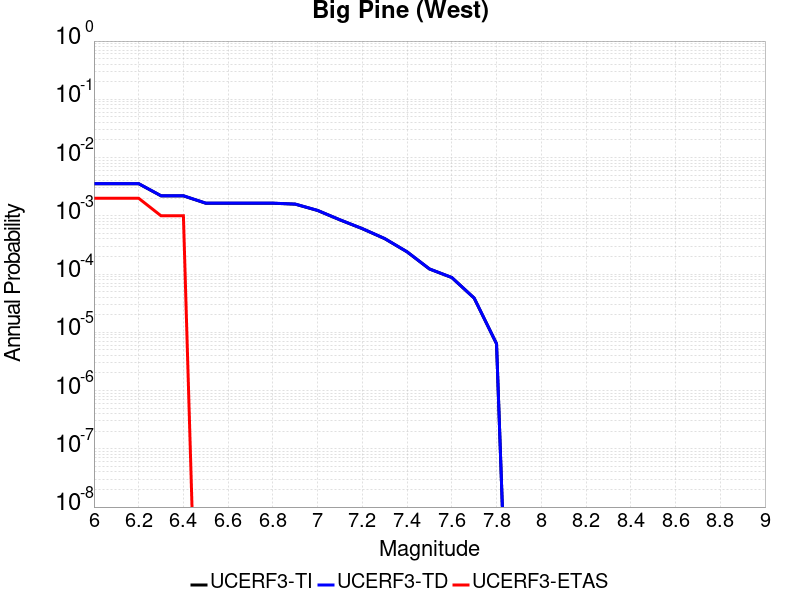 Big Pine (West)
10^0
10^-1
10^-2
10^-3
10^-4
10^-5
10^-6
10^-7
10^-8
Annual Probability
6 6.2 6.4 6.6 6.8 7 7.2 7.4 7.6 7.8 8 8.2 8.4 8.6 8.8 9
Magnitude
UCERF3-TI UCERF3-TD UCERF3-ETAS